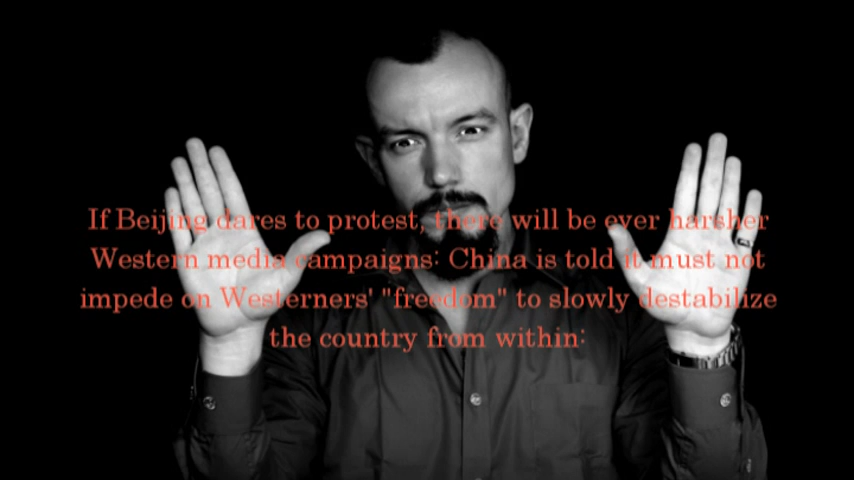 If Beijing dares to protest, there will be ever harsher
Western media campaigns: China is told it must not
impede on Westerners' "freedom" to slowly destabilize
the country from within: